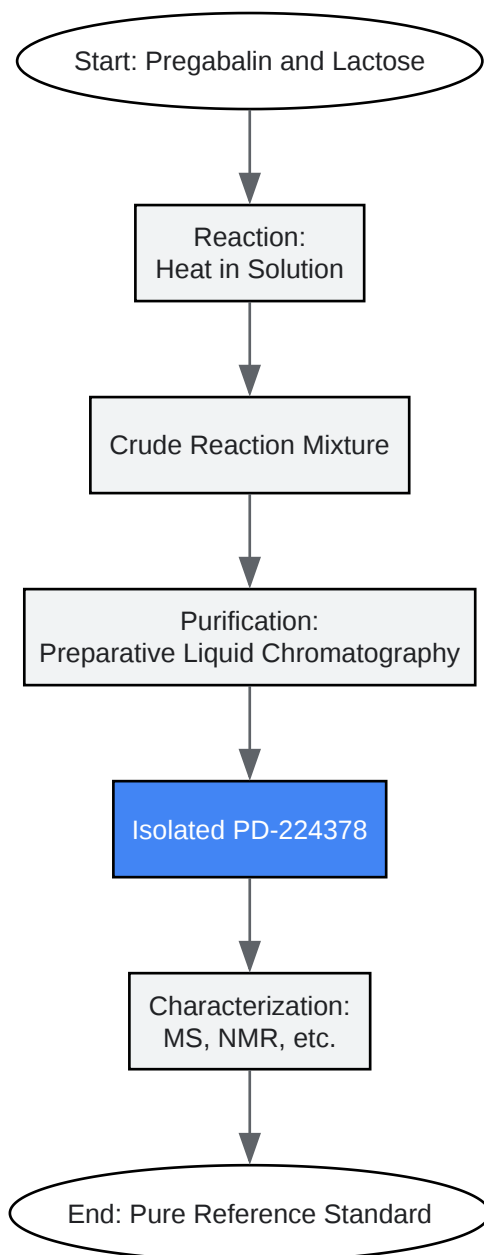 Start: Pregabalin and Lactose
Reaction:
Heat in Solution
Crude Reaction Mixture
Purification:
Preparative Liquid Chromatography
Isolated PD-224378
Characterization:
MS, NMR, etc.
End: Pure Reference Standard